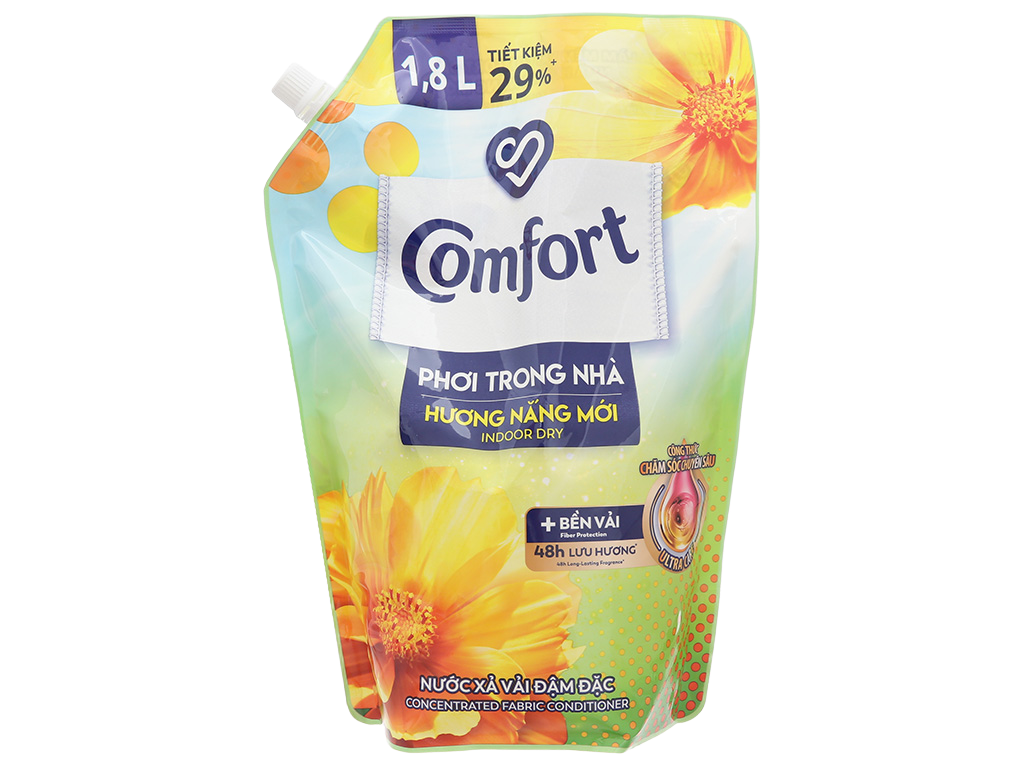 1,8 L
TIẾT KIỆM
29%+
Comfort
PHƠI TRONG NHÀ
HƯƠNG NẮNG MỚI
INDOOR DRY
CÔNG THỨC
CHĂM SÓC CHUYÊN SÂU
+ BỀN VẢI
Fiber Protection
48h LƯU HƯƠNG*
48h Long-Lasting Fragrance*
NƯỚC XẢ VẢI ĐẬM ĐẶC
CONCENTRATED FABRIC CONDITIONER